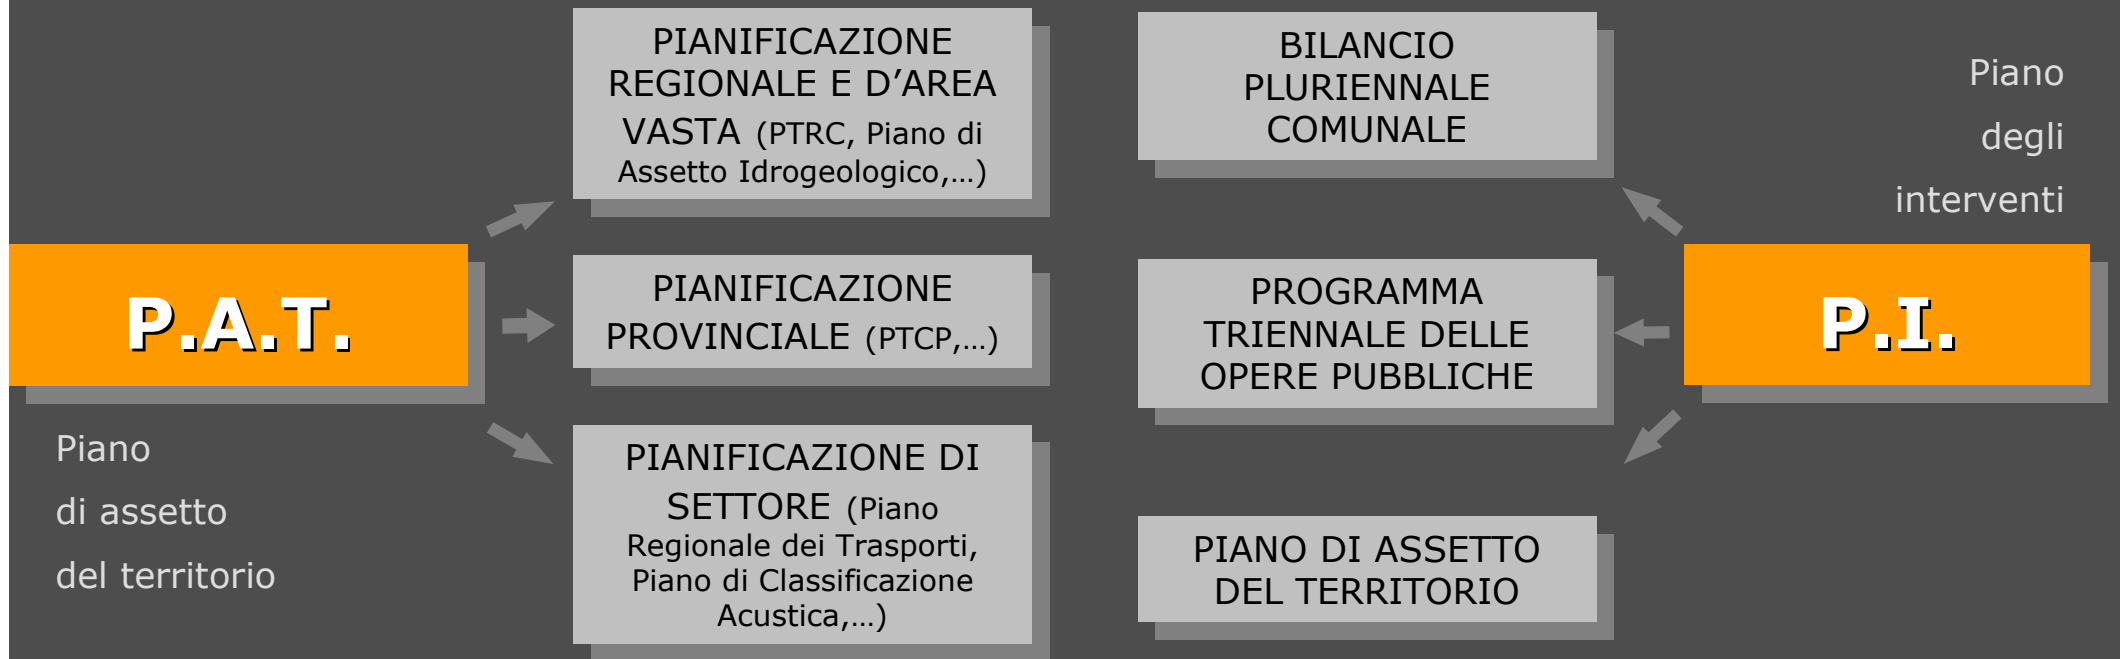 P.A.T.
Piano
di assetto
del territorio
PIANIFICAZIONE
REGIONALE E D’AREA
VASTA (PTRC, Piano di
Assetto Idrogeologico,...)
PIANIFICAZIONE
PROVINCIALE (PTCP,...)
PIANIFICAZIONE DI
SETTORE (Piano
Regionale dei Trasporti,
Piano di Classificazione
Acustica,...)
BILANCIO
PLURIENNALE
COMUNALE
PROGRAMMA
TRIENNALE DELLE
OPERE PUBBLICHE
PIANO DI ASSETTO
DEL TERRITORIO
Piano
degli
interventi
P.I.